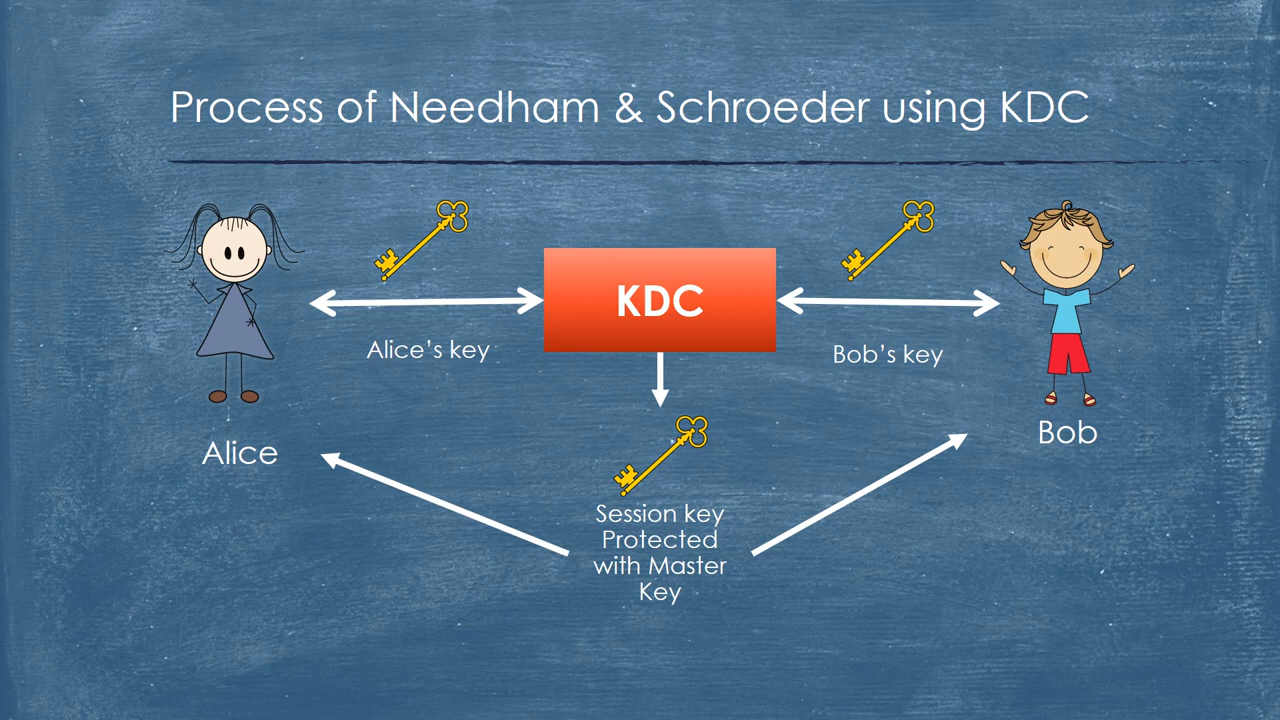 Process of Needham & Schroeder using KDC
KDC
Alice’s key
Bob’s key
Alice
Bob
Session key
Protected
with Master
Key